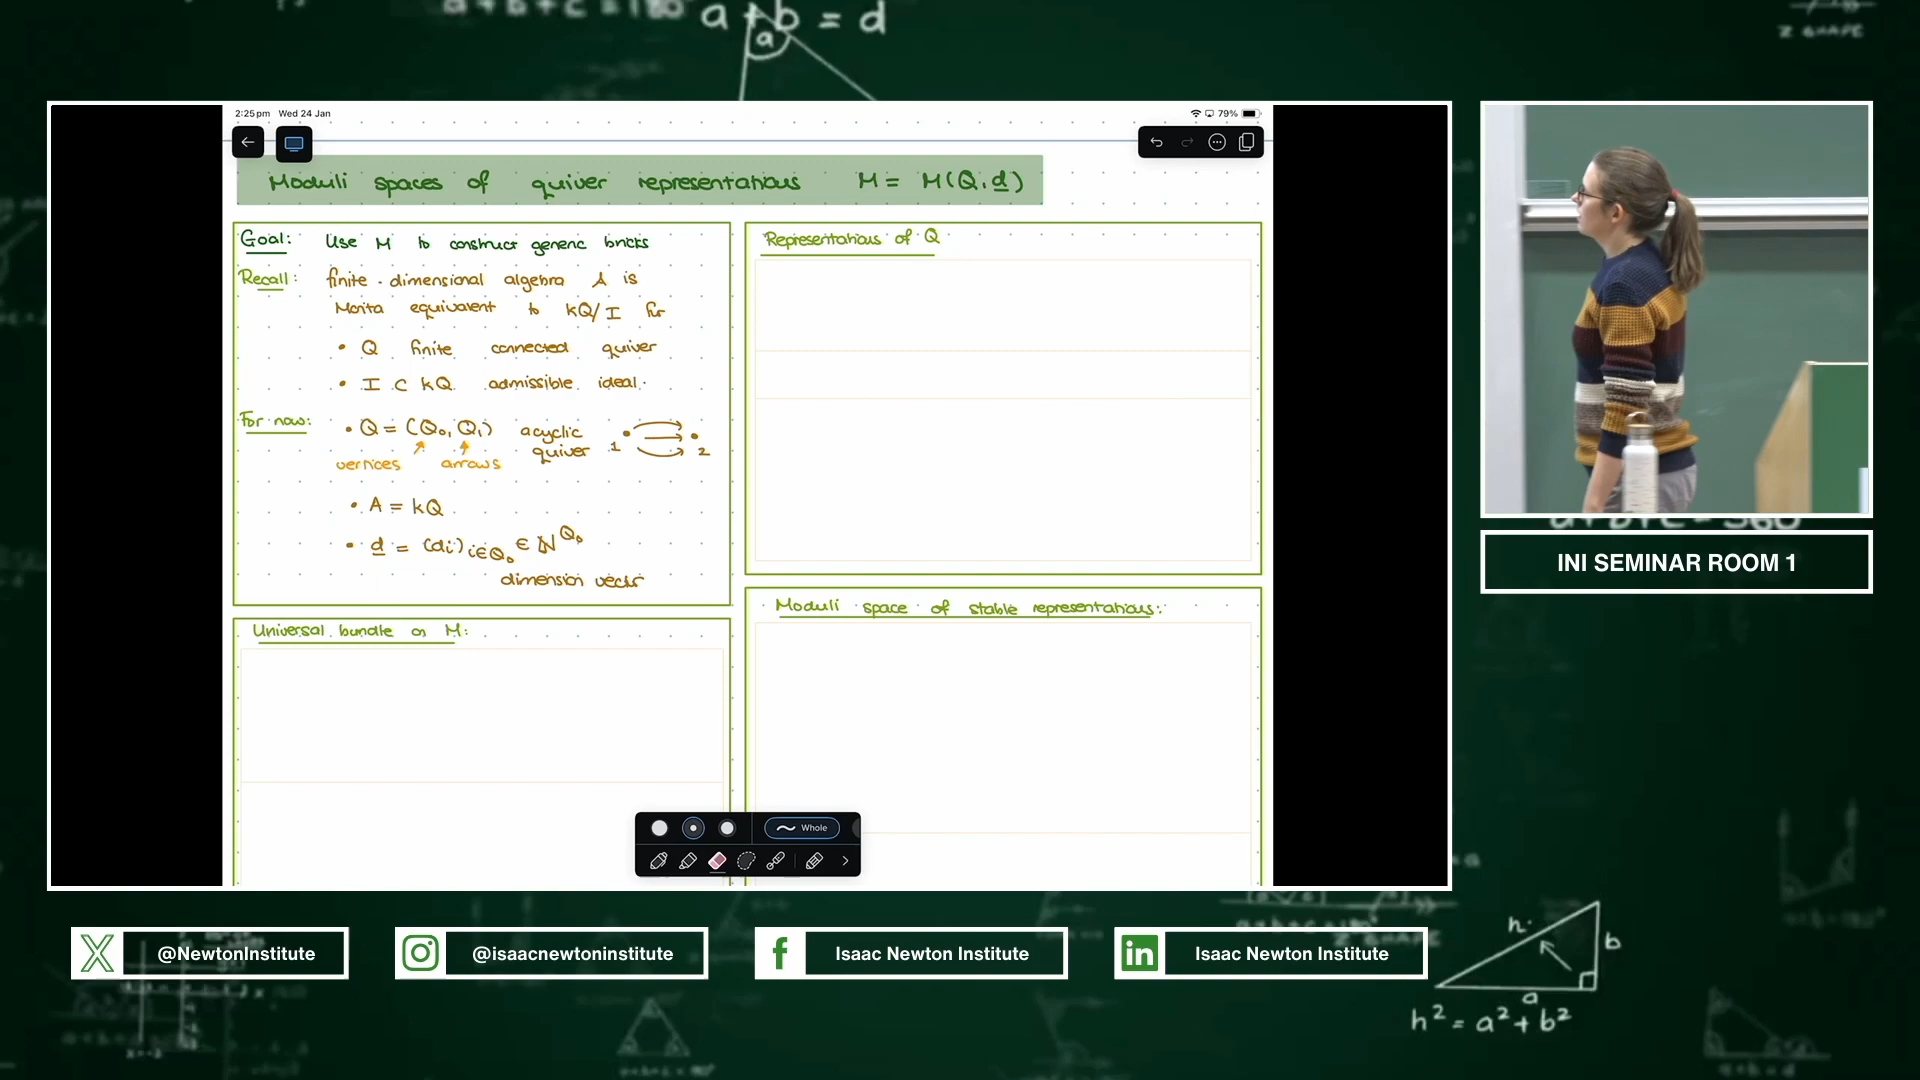 a+b+c=180°
a+b=d
a
Z SHAPE
2:25 pm Wed 24 Jan
79%
Moduli spaces of quiver representations M = M(Q,d)
Goal: Use M to construct generic bricks
Recall: finite-dimensional algebra A is
Morita equivalent to kQ/I for
• Q finite connected quiver
• I ⊂ kQ admissible ideal.
For now: • Q = (Q₀, Q₁) acyclic quiver 1 2
vertices arrows
• A = kQ
• d = (di)i∈Q₀ ∈ ℕ^Q₀
dimension vector
Universal bundle on M:
Representations of Q
Moduli space of stable representations:
Whole
INI SEMINAR ROOM 1
@NewtonInstitute
@isaacnewtoninstitute
Isaac Newton Institute
in
Isaac Newton Institute
h
b
a
h² = a² + b²